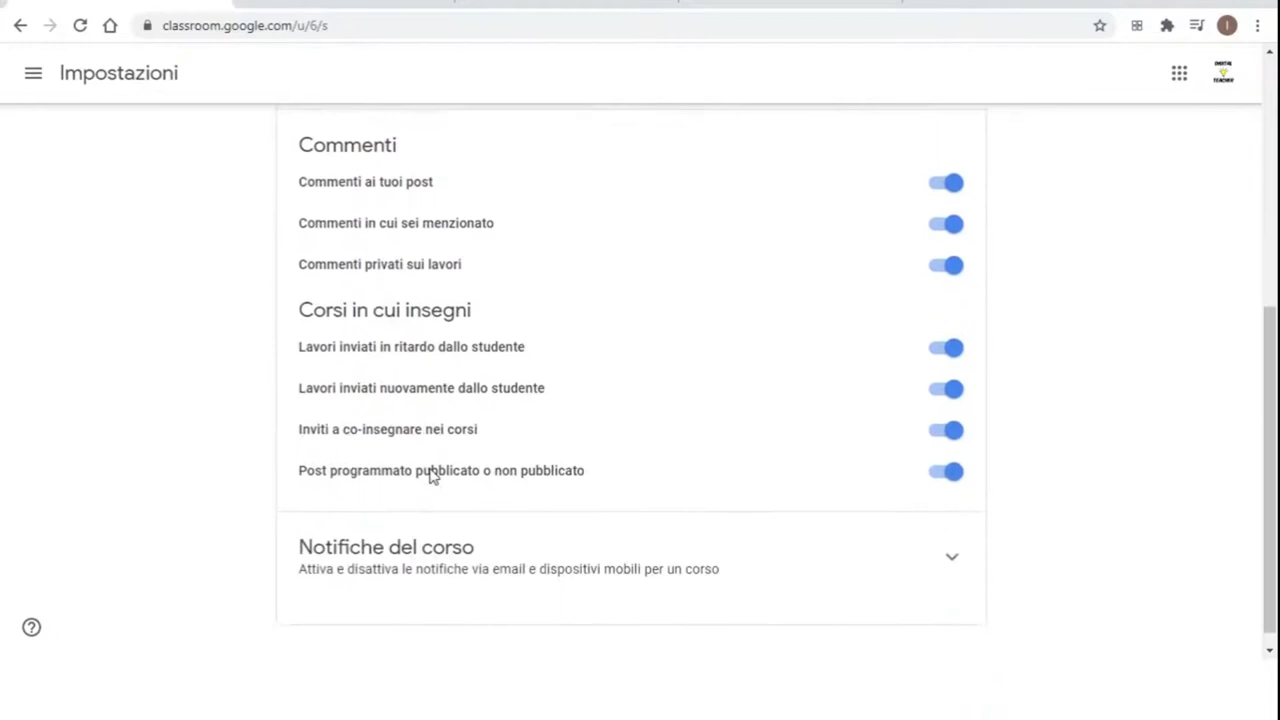 classroom.google.com/u/6/s
I
Impostazioni
DIGITAL
TEACHER
Commenti
Commenti ai tuoi post
Commenti in cui sei menzionato
Commenti privati sui lavori
Corsi in cui insegni
Lavori inviati in ritardo dallo studente
Lavori inviati nuovamente dallo studente
Inviti a co-insegnare nei corsi
Post programmato pubblicato o non pubblicato
Notifiche del corso
Attiva e disattiva le notifiche via email e dispositivi mobili per un corso